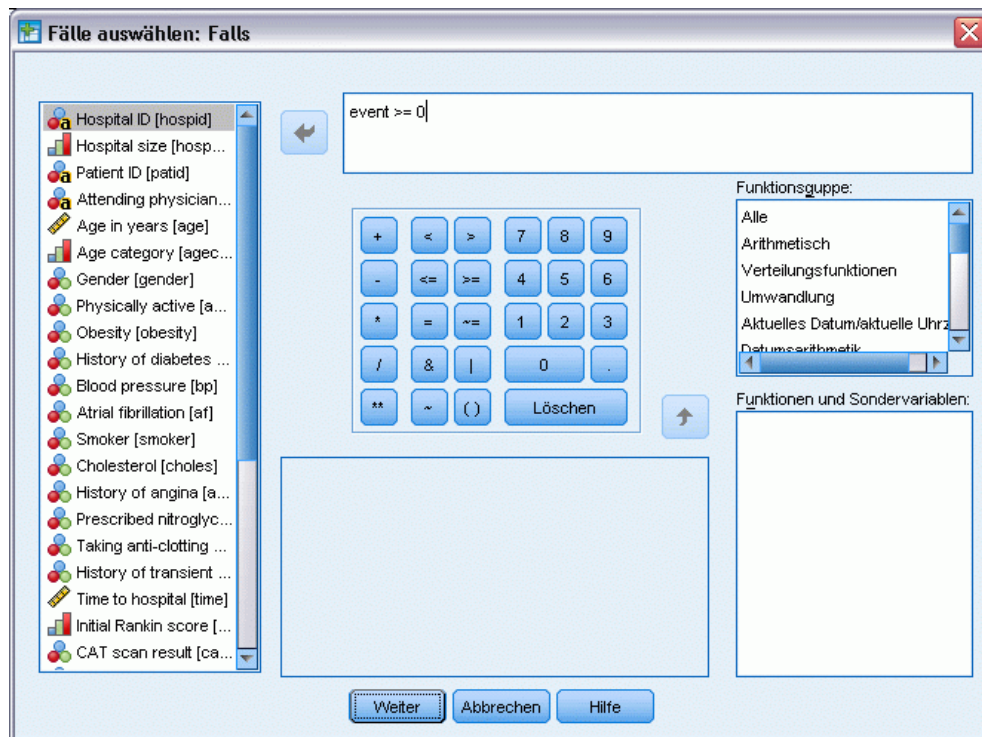 Fälle auswählen: Falls
Hospital ID [hospid]
Hospital size [hosp...
Patient ID [patid]
Attending physician...
Age in years [age]
Age category [agec...
Gender [gender]
Physically active [a...
Obesity [obesity]
History of diabetes ...
Blood pressure [bp]
Atrial fibrillation [af]
Smoker [smoker]
Cholesterol [choles]
History of angina [a...
Prescribed nitroglyc...
Taking anti-clotting ...
History of transient ...
Time to hospital [time]
Initial Rankin score [...
CAT scan result [ca...
event >= 0
+ < > 7 8 9
- <= >= 4 5 6
* = ~= 1 2 3
/ & | 0 .
** ~ ( ) Löschen
Funktionsgruppe:
Alle
Arithmetisch
Verteilungsfunktionen
Umwandlung
Aktuelles Datum/aktuelle Uhrz
Datumsarithmetik
Funktionen und Sondervariablen:
Weiter Abbrechen Hilfe